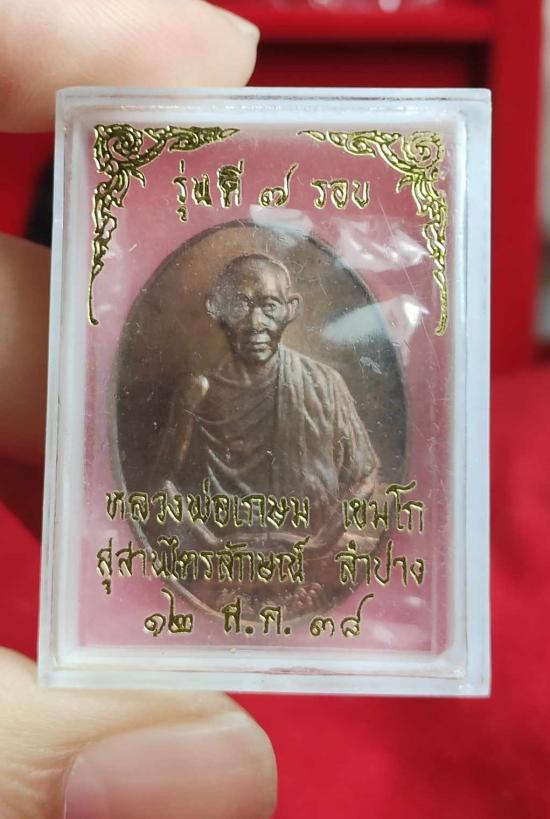 รุ่นดี ๗ รอบ
หลวงพ่อเกษม เขมโก
สุสานไตรลักษณ์ ลำปาง
๑๒ ส.ค. ๓๘